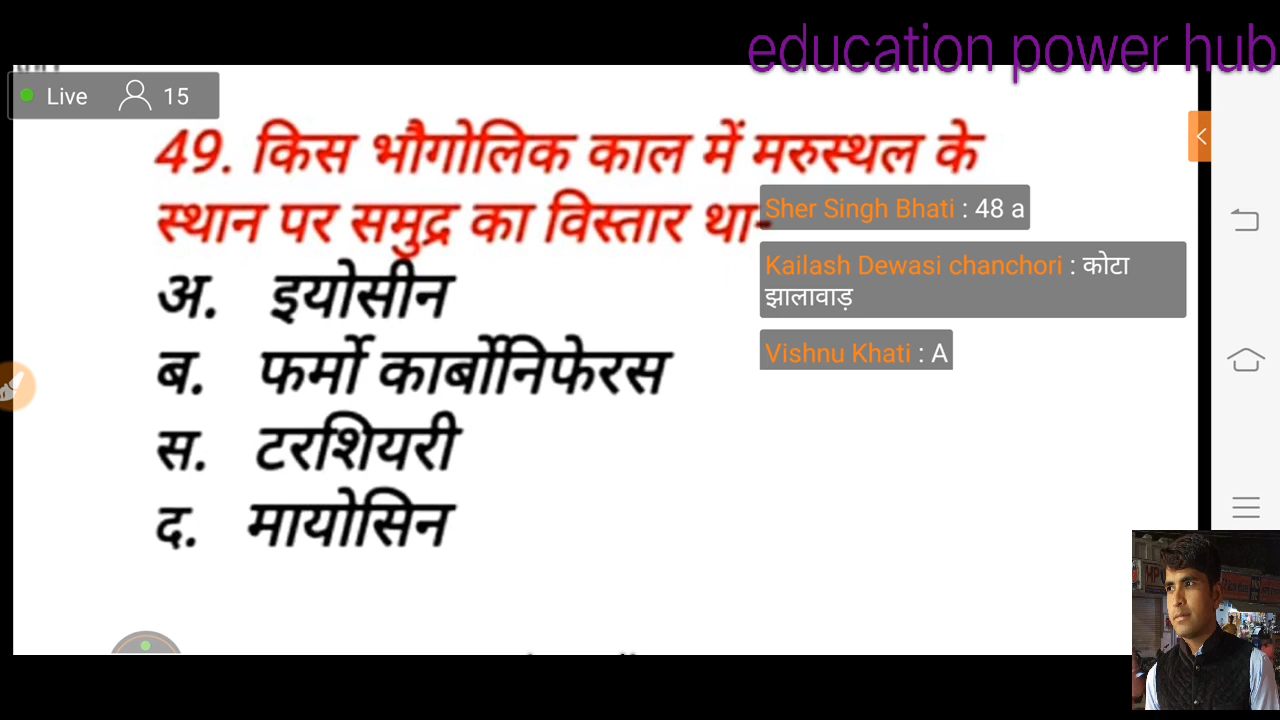 education power hub
Live 15
49. किस भौगोलिक काल में मरुस्थल के
स्थान पर समुद्र का विस्तार था-
अ. इयोसीन
ब. फर्मो कार्बोनिफेरस
स. टरशियरी
द. मायोसिन
Sher Singh Bhati : 48 a
Kailash Dewasi chanchori : कोटा
झालावाड़
Vishnu Khati : A